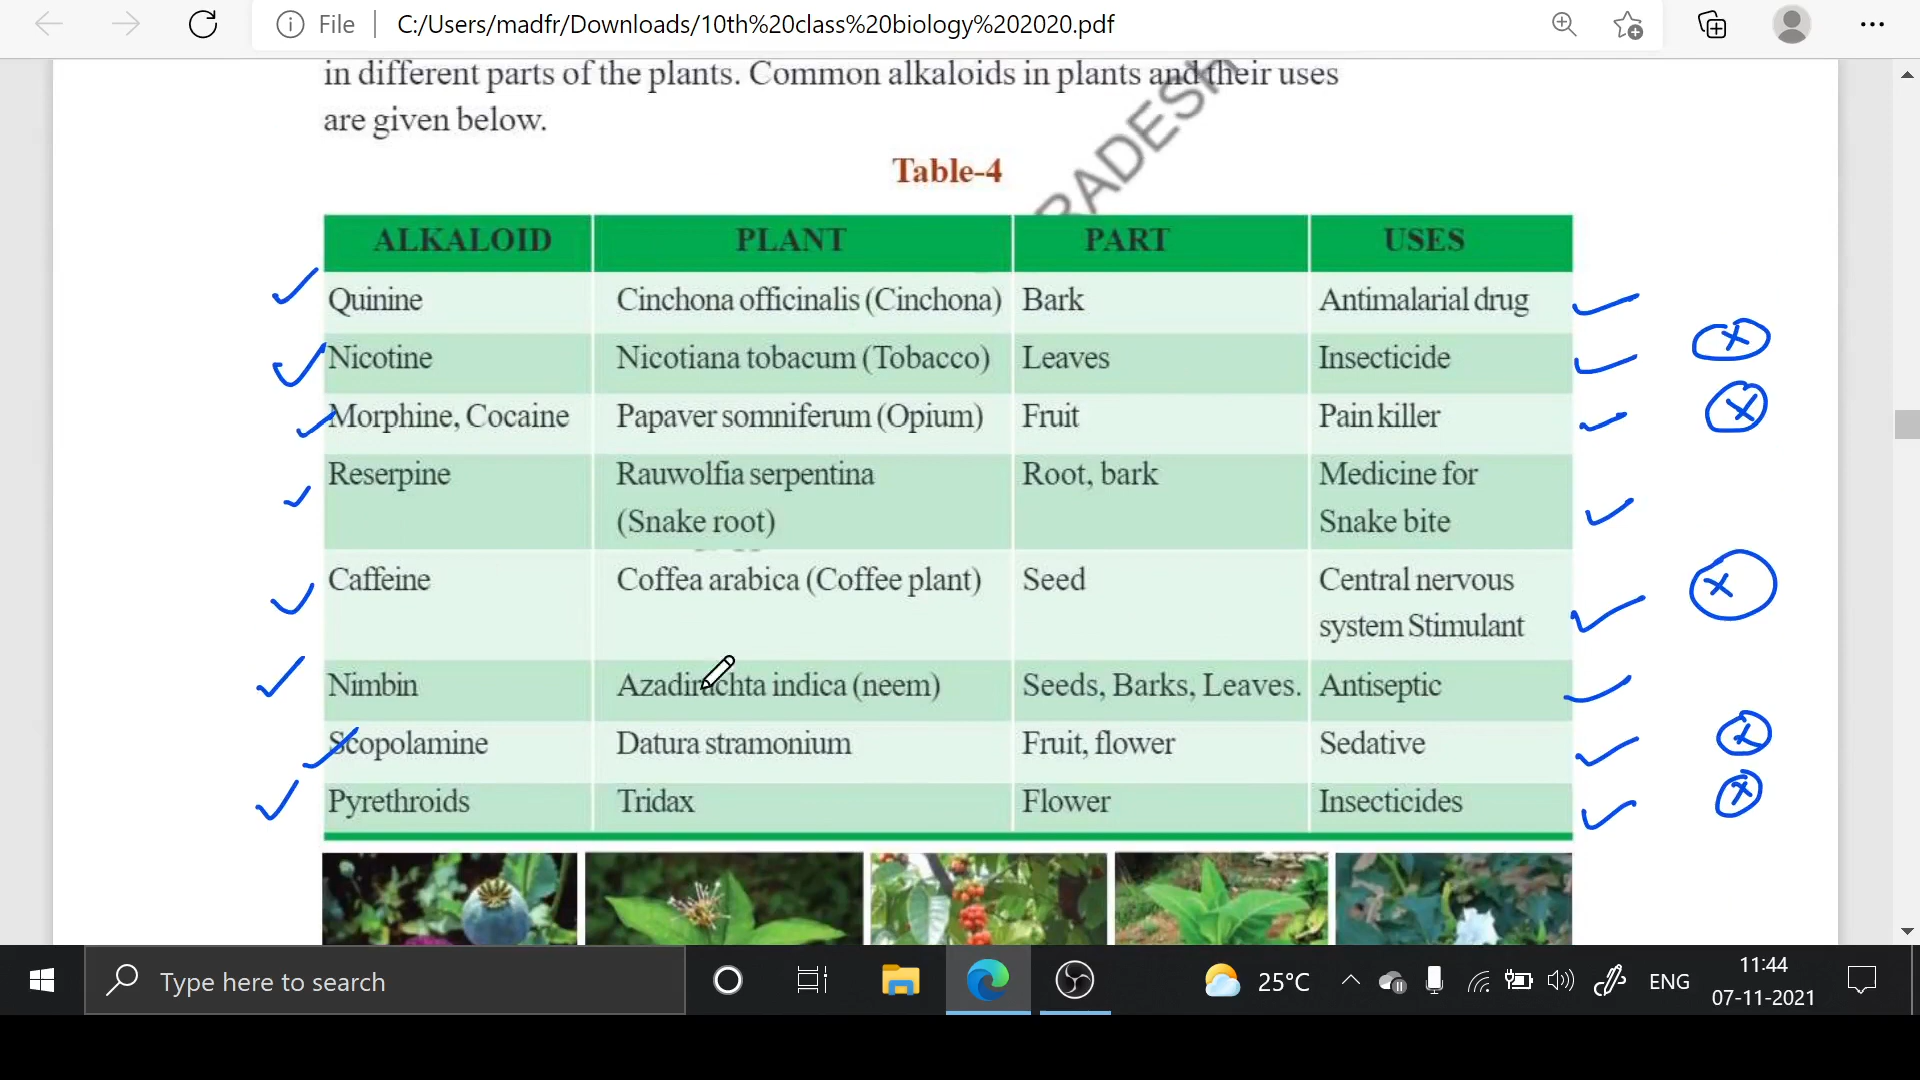 File C:/Users/madfr/Downloads/10th%20class%20biology%202020.pdf
in different parts of the plants. Common alkaloids in plants and their uses
are given below.
RADESH
Table-4
ALKALOID PLANT PART USES
Quinine Cinchona officinalis (Cinchona) Bark Antimalarial drug
Nicotine Nicotiana tobacum (Tobacco) Leaves Insecticide
Morphine, Cocaine Papaver somniferum (Opium) Fruit Pain killer
Reserpine Rauwolfia serpentina Root, bark Medicine for
(Snake root) Snake bite
Caffeine Coffea arabica (Coffee plant) Seed Central nervous
system Stimulant
Nimbin Azadirachta indica (neem) Seeds, Barks, Leaves. Antiseptic
Scopolamine Datura stramonium Fruit, flower Sedative
Pyrethroids Tridax Flower Insecticides
Type here to search 25°C ENG 11:44
07-11-2021